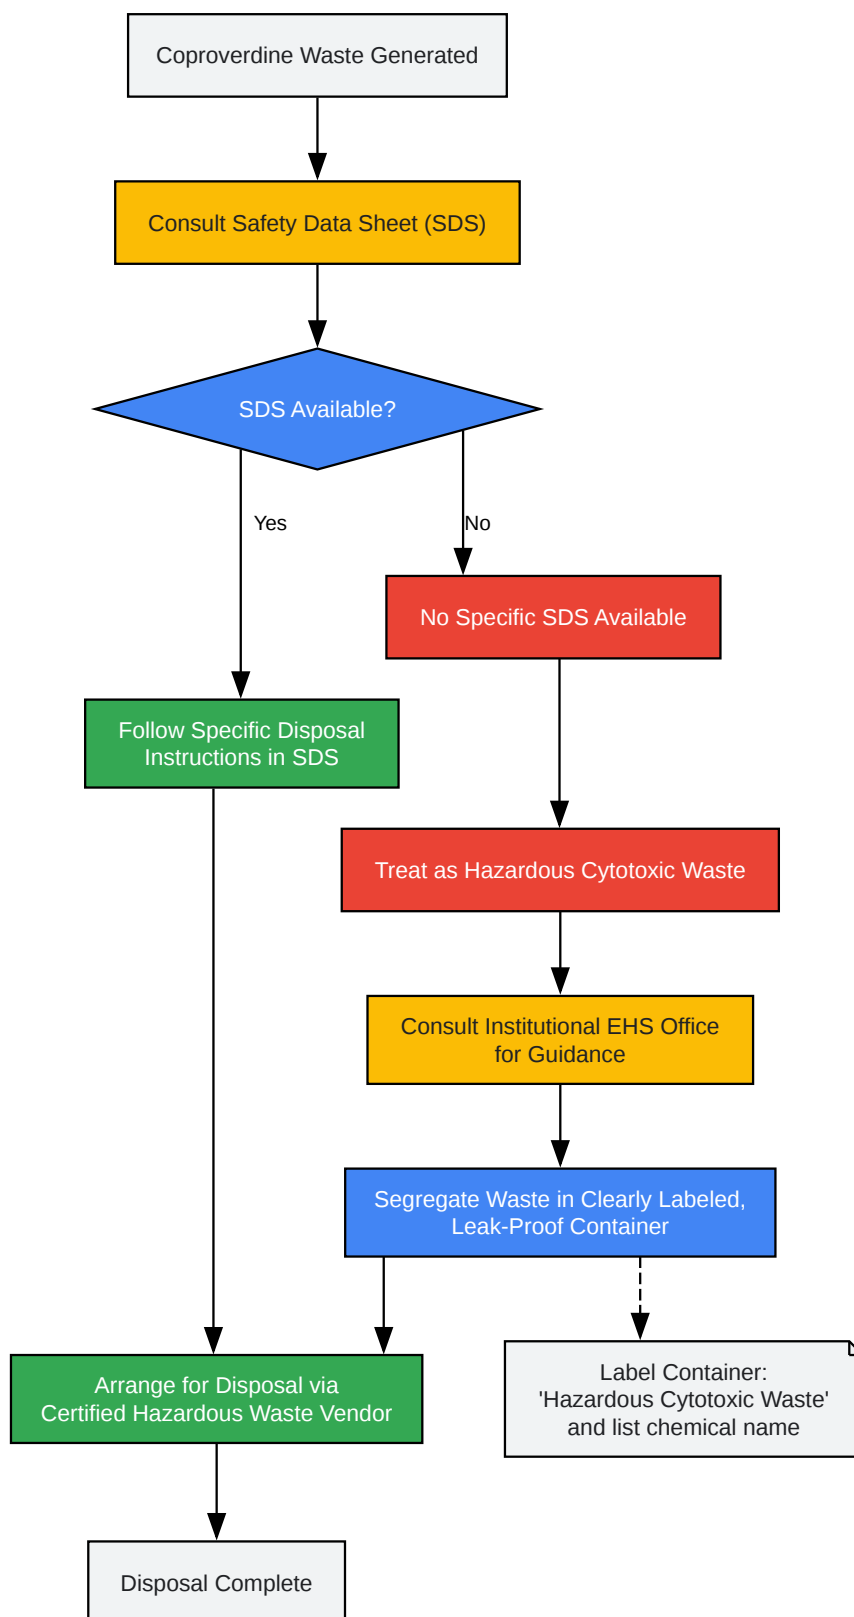 Coproverdine Waste Generated
Consult Safety Data Sheet (SDS)
SDS Available?
Yes
No
No Specific SDS Available
Follow Specific Disposal
Instructions in SDS
Treat as Hazardous Cytotoxic Waste
Consult Institutional EHS Office
for Guidance
Segregate Waste in Clearly Labeled,
Leak-Proof Container
Arrange for Disposal via
Certified Hazardous Waste Vendor
Label Container:
'Hazardous Cytotoxic Waste'
and list chemical name
Disposal Complete